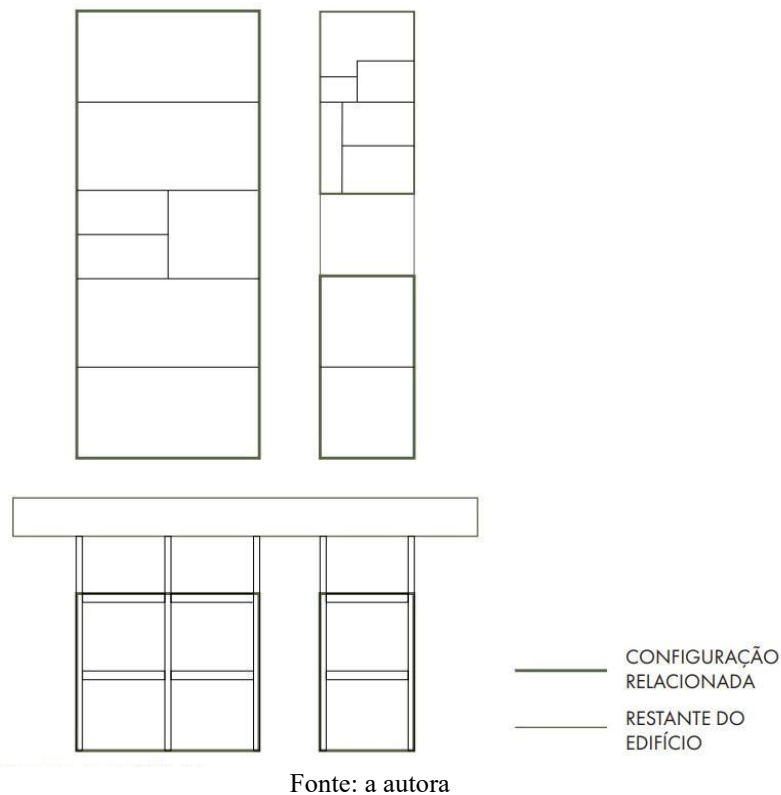 CONFIGURAÇÃO
RELACIONADA
RESTANTE DO
EDIFÍCIO
Fonte: a autora